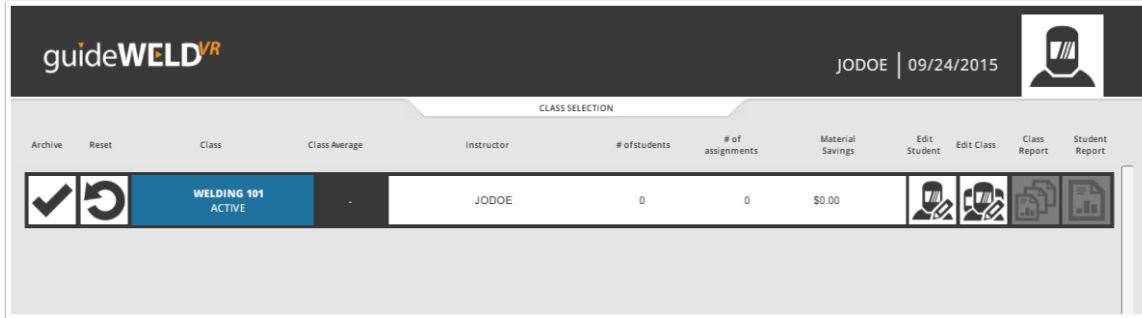 guideWELDVR
JODOE | 09/24/2015
CLASS SELECTION
Archive Reset Class Class Average Instructor # ofstudents # of assignments Material Savings Edit Student Edit Class Class Report Student Report
WELDING 101
ACTIVE
- JODOE 0 0 $0.00